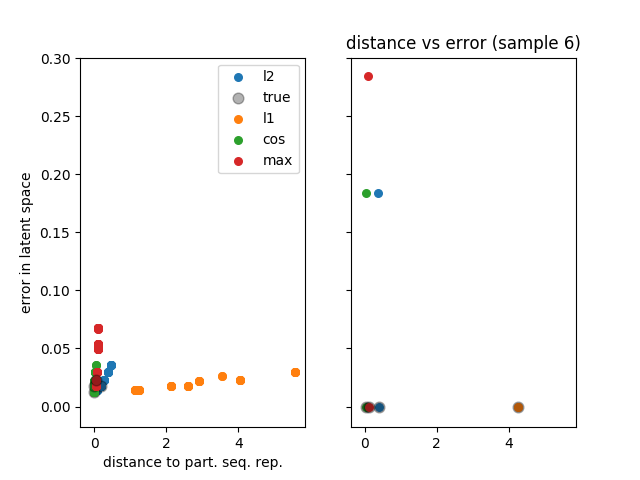 distance vs error (sample 6)
0.30
0.25
0.20
0.15
0.10
0.05
0.00
error in latent space
l2
true
l1
cos
max
0 2 4
distance to part. seq. rep.
0 2 4